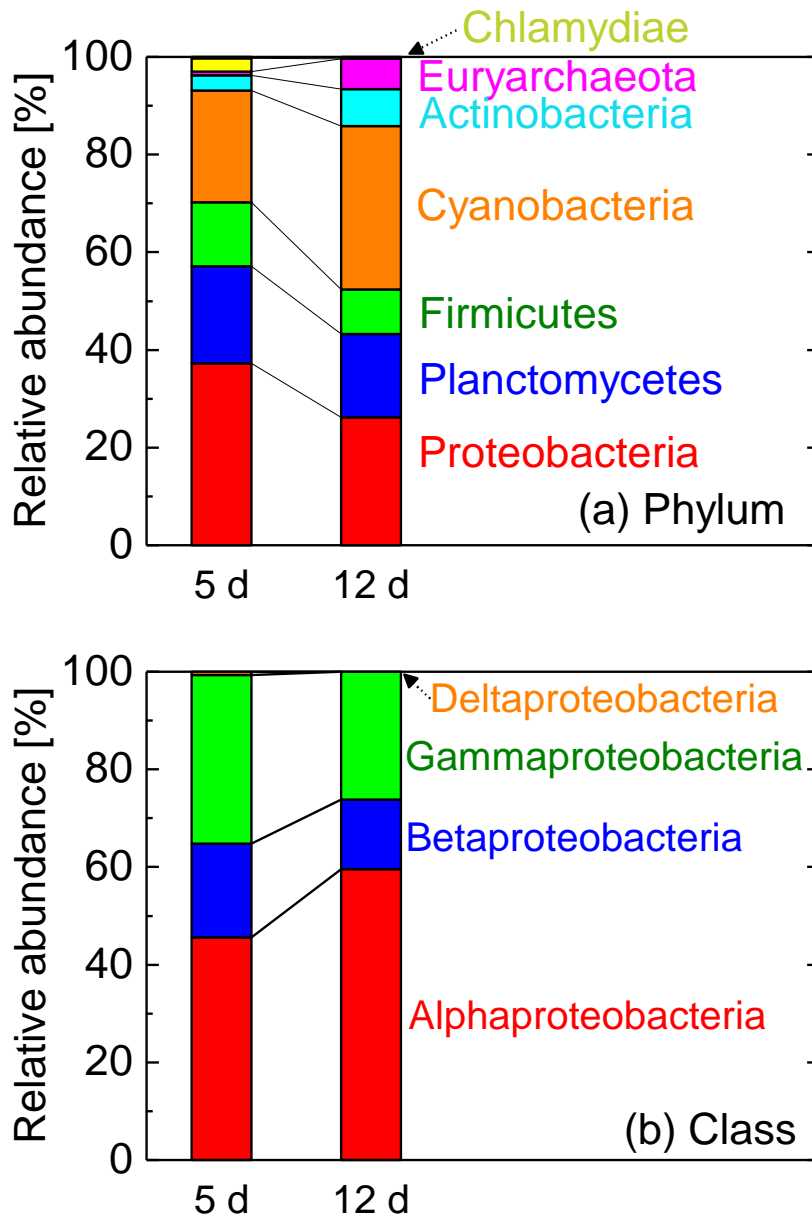 Chlamydiae
100
Euryarchaeota
Actinobacteria
80
Cyanobacteria
60
Firmicutes
40
Planctomycetes
20
Proteobacteria
(a) Phylum
0
Relative abundance [%]
5 d 12 d
100
Deltaproteobacteria
Gammaproteobacteria
80
Betaproteobacteria
60
40
Alphaproteobacteria
20
(b) Class
0
Relative abundance [%]
5 d 12 d